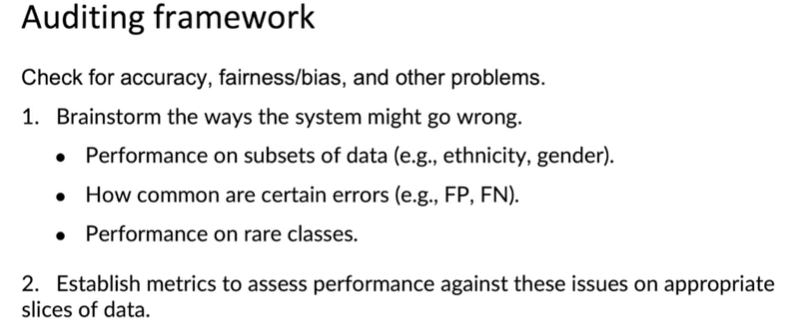 Auditing framework
Check for accuracy, fairness/bias, and other problems.
1. Brainstorm the ways the system might go wrong.
• Performance on subsets of data (e.g., ethnicity, gender).
• How common are certain errors (e.g., FP, FN).
• Performance on rare classes.
2. Establish metrics to assess performance against these issues on appropriate
slices of data.